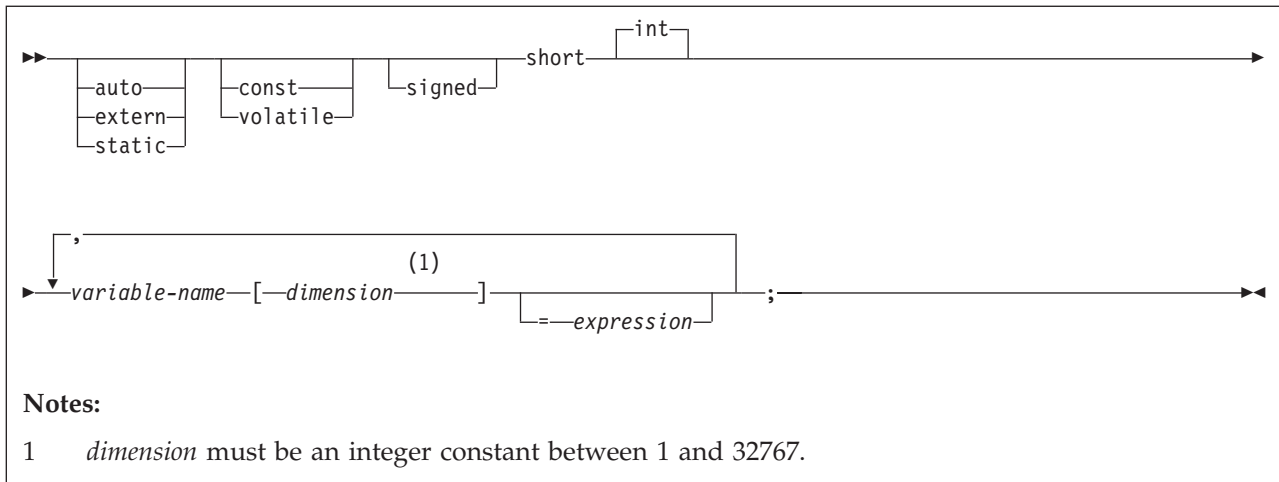 int
short
auto const signed
extern volatile
static
,
(1)
variable-name [ dimension ] ;
= expression
Notes:
1 dimension must be an integer constant between 1 and 32767.